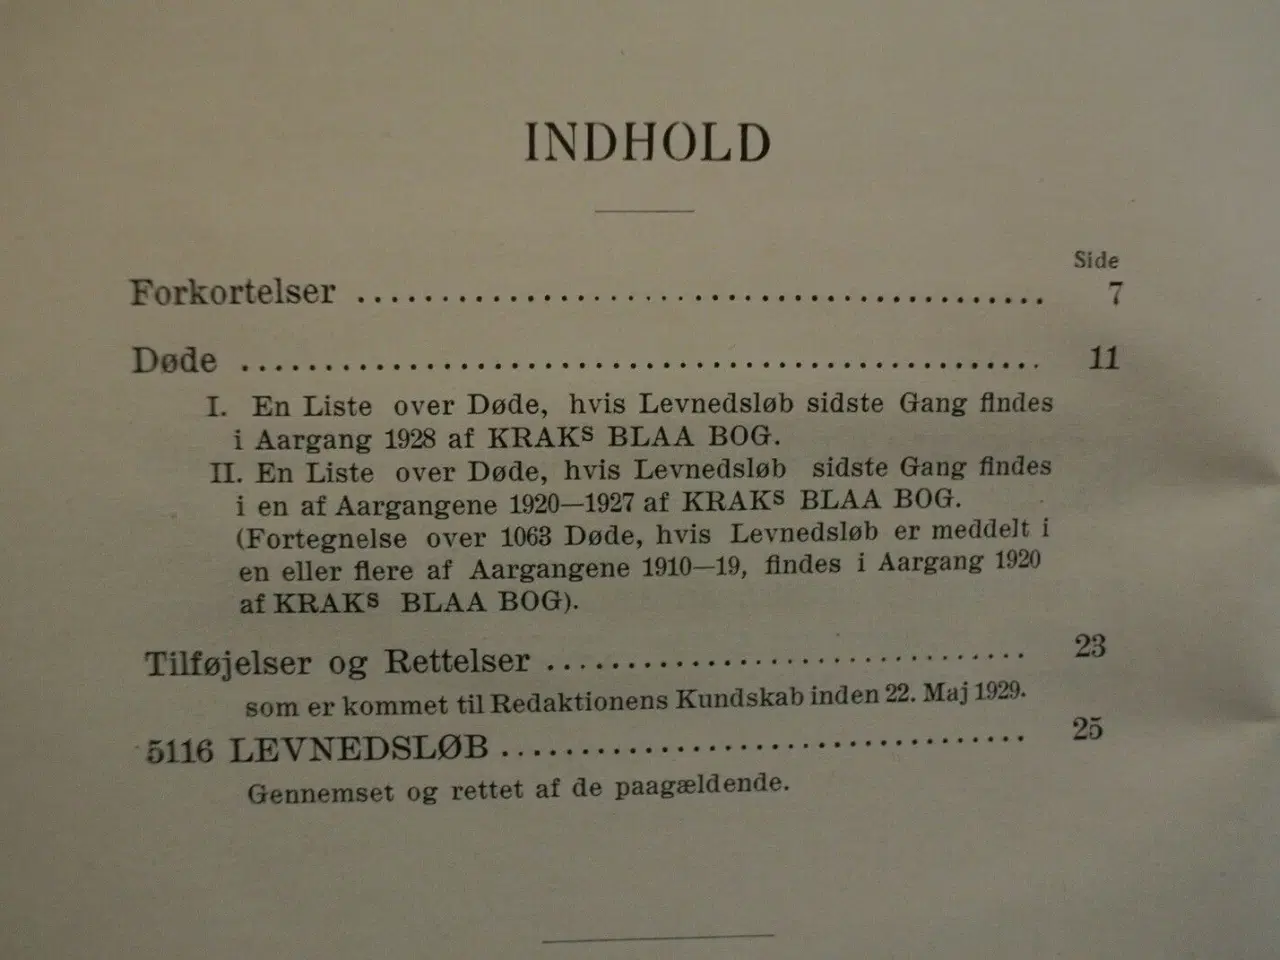 INDHOLD
Side
Forkortelser ........................................ 7
Døde ........................................ 11
I. En Liste over Døde, hvis Levnedsløb sidste Gang findes
i Aargang 1928 af KRAKS BLAA BOG.
II. En Liste over Døde, hvis Levnedsløb sidste Gang findes
i en af Aargangene 1920—1927 af KRAKS BLAA BOG.
(Fortegnelse over 1063 Døde, hvis Levnedsløb er meddelt i
en eller flere af Aargangene 1910—19, findes i Aargang 1920
af KRAKS BLAA BOG).
Tilføjelser og Rettelser ............................ 23
som er kommet til Redaktionens Kundskab inden 22. Maj 1929.
5116 LEVNEDSLØB .............................. 25
Gennemset og rettet af de paagældende.